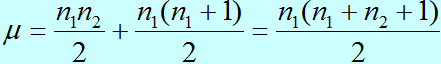 μ = n₁n₂/2 + n₁(n₁ + 1)/2 = n₁(n₁ + n₂ + 1)/2